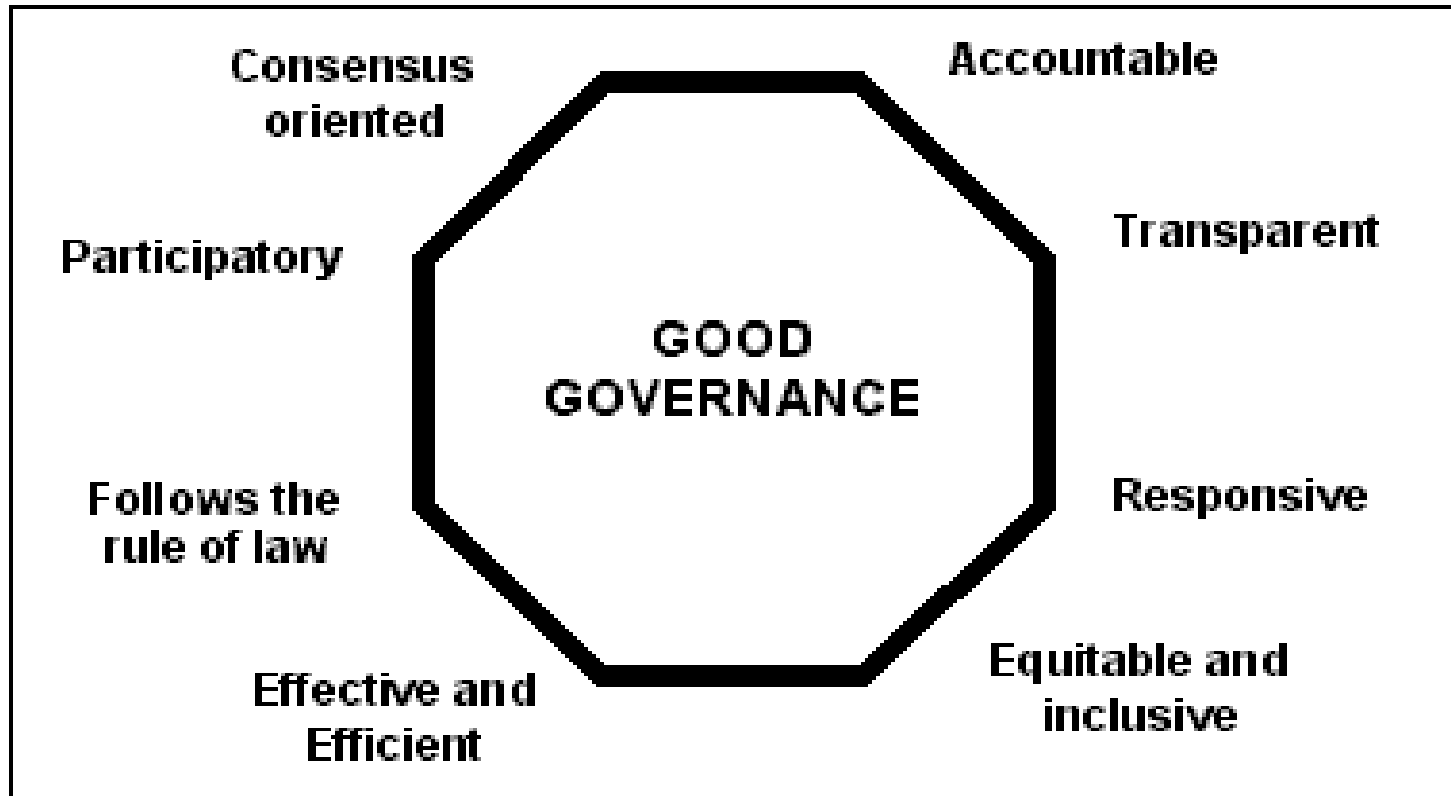 Consensus
oriented
Accountable
Participatory
Transparent
GOOD
GOVERNANCE
Follows the
rule of law
Responsive
Effective and
Efficient
Equitable and
inclusive